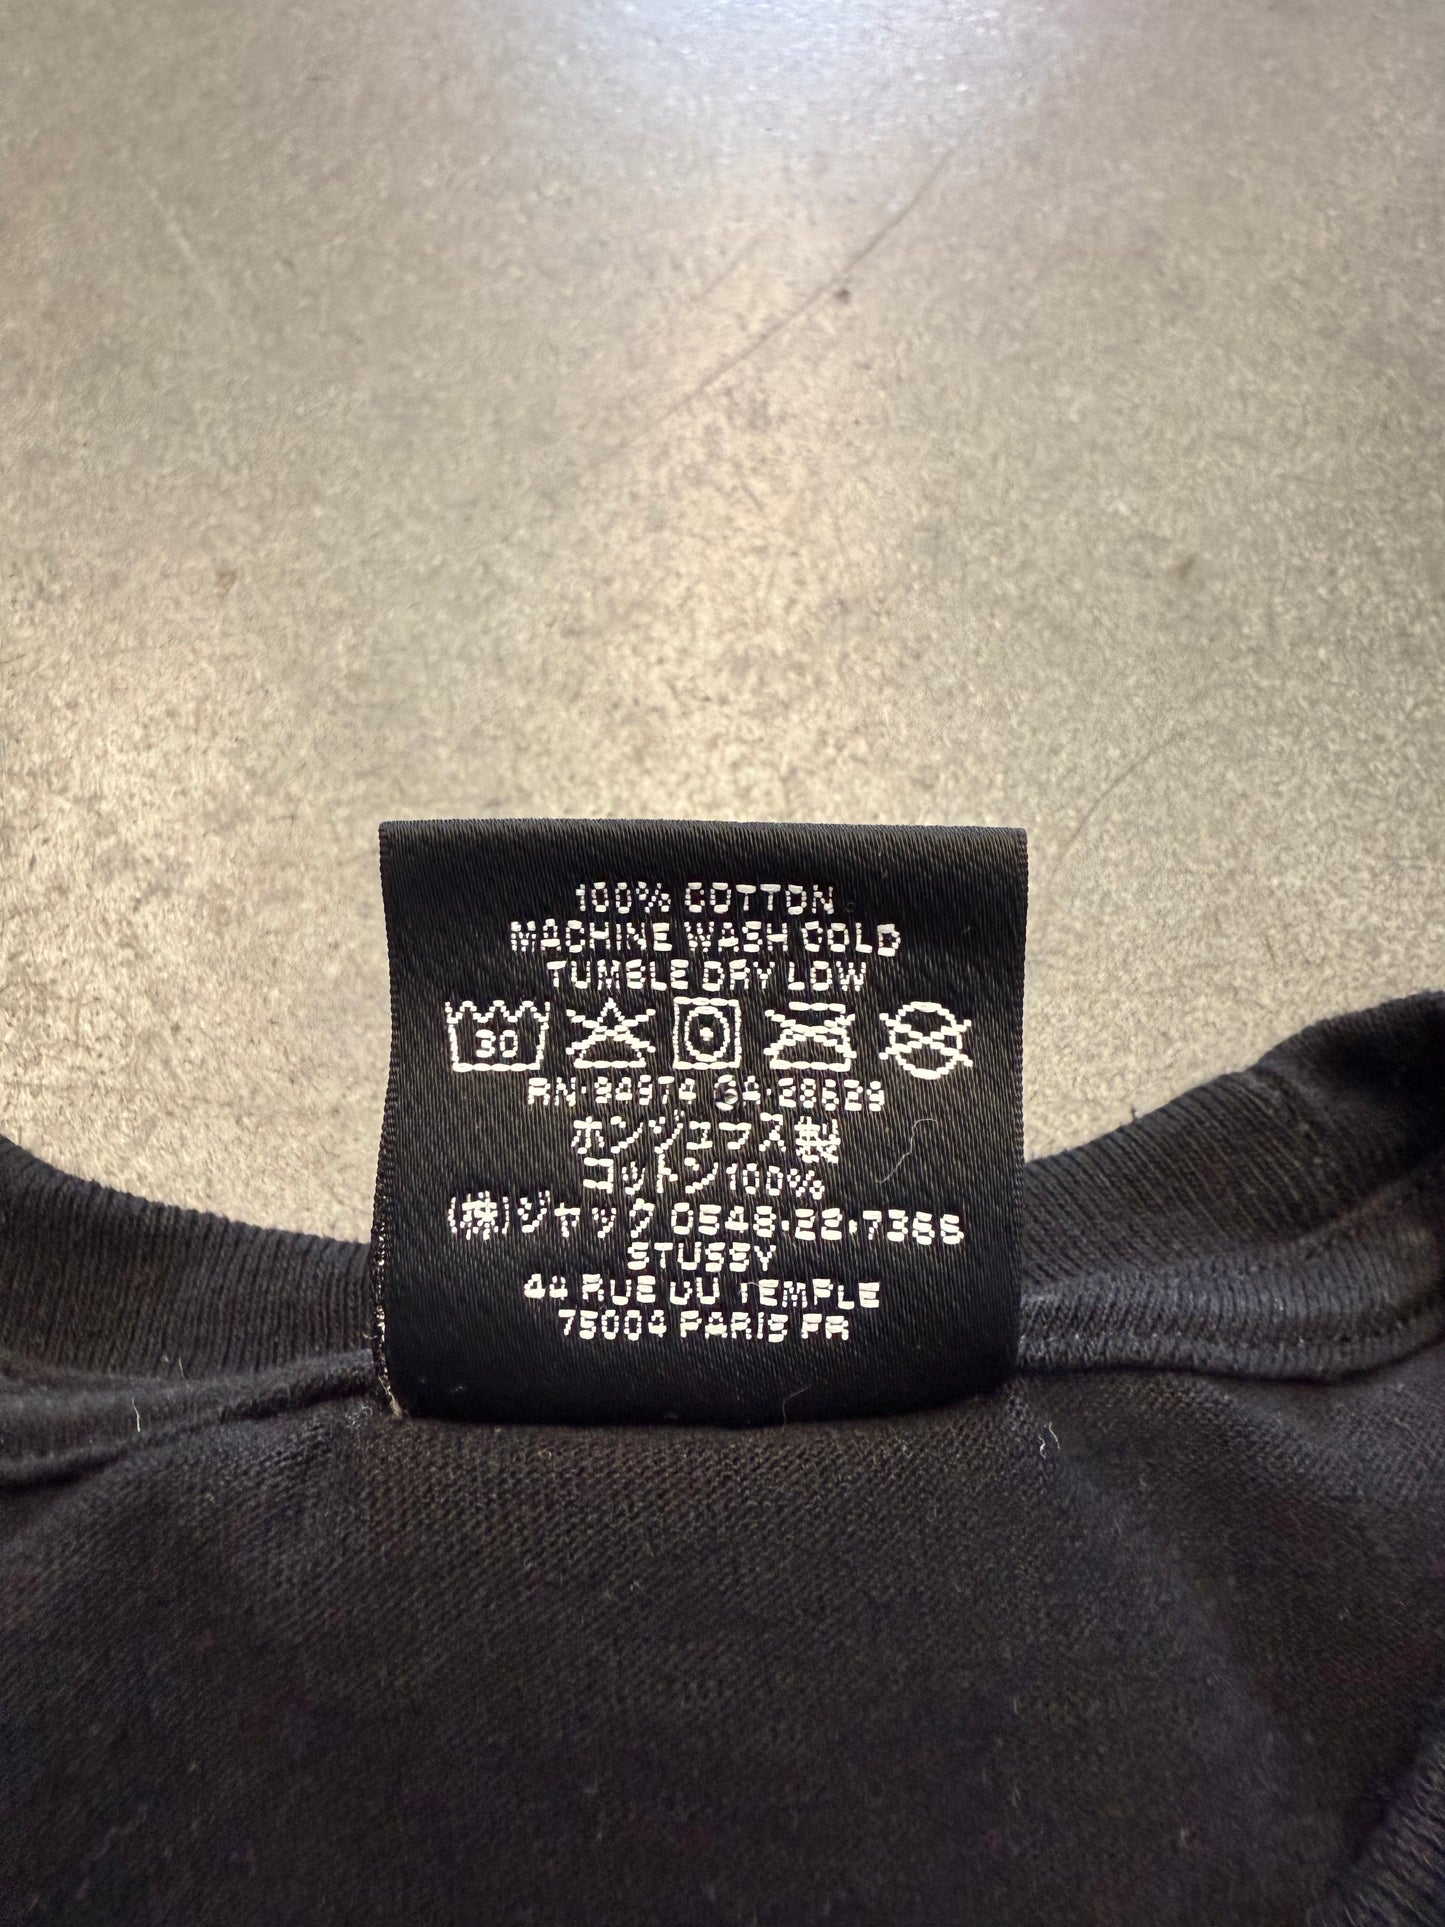 100% COTTON
MACHINE WASH COLD
TUMBLE DRY LOW
30
RN·94674 CA·28629
ホンジュラス製
コットン100%
(株)ジャック 0548·22·7366
STUSSY
44 RUE DU TEMPLE
75004 PARIS FR